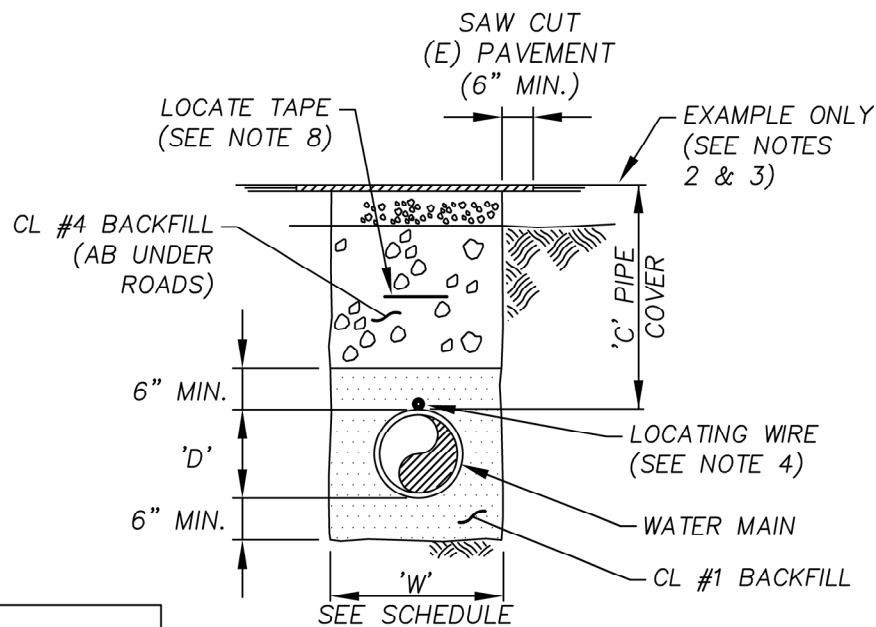 SAW CUT
(E) PAVEMENT
(6" MIN.)
LOCATE TAPE
(SEE NOTE 8)
EXAMPLE ONLY
(SEE NOTES
2 & 3)
CL #4 BACKFILL
(AB UNDER
ROADS)
'C' PIPE
COVER
6" MIN.
'D'
LOCATING WIRE
(SEE NOTE 4)
6" MIN.
WATER MAIN
CL #1 BACKFILL
'W'
SEE SCHEDULE